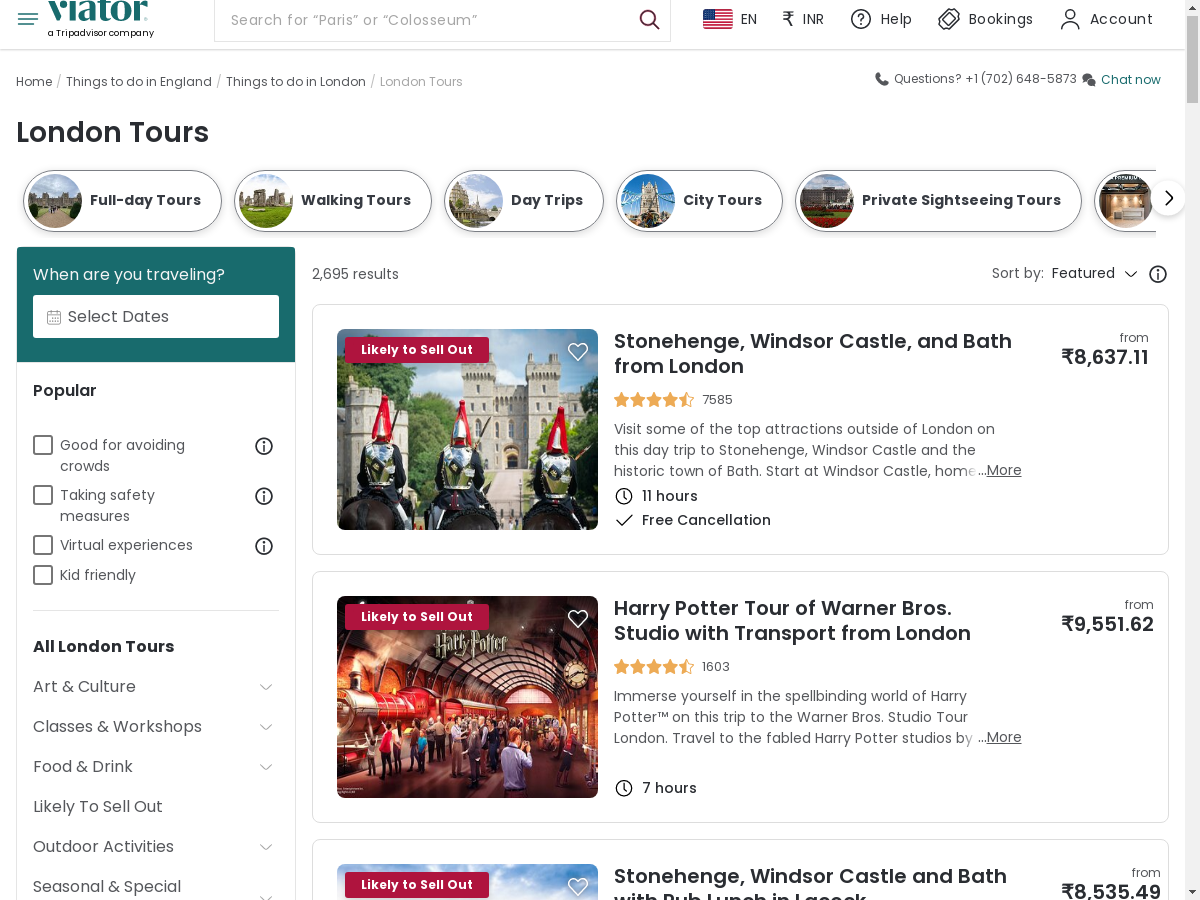 viator
a Tripadvisor company
Search for “Paris” or “Colosseum”
EN
₹ INR
Help
Bookings
Account
Home / Things to do in England / Things to do in London / London Tours
Questions? +1 (702) 648-5873
Chat now
London Tours
Full-day Tours
Walking Tours
Day Trips
City Tours
Private Sightseeing Tours
When are you traveling?
Select Dates
2,695 results
Sort by: Featured
Popular
Good for avoiding
crowds
Taking safety
measures
Virtual experiences
Kid friendly
All London Tours
Art & Culture
Classes & Workshops
Food & Drink
Likely To Sell Out
Outdoor Activities
Seasonal & Special
Likely to Sell Out
Stonehenge, Windsor Castle, and Bath
from London
from
₹8,637.11
7585
Visit some of the top attractions outside of London on
this day trip to Stonehenge, Windsor Castle and the
historic town of Bath. Start at Windsor Castle, home ...More
11 hours
Free Cancellation
Likely to Sell Out
Harry Potter
Harry Potter Tour of Warner Bros.
Studio with Transport from London
from
₹9,551.62
1603
Immerse yourself in the spellbinding world of Harry
Potter™ on this trip to the Warner Bros. Studio Tour
London. Travel to the fabled Harry Potter studios by ...More
7 hours
Likely to Sell Out
Stonehenge, Windsor Castle and Bath
with Pub Lunch in Lacock
from
₹8,535.49